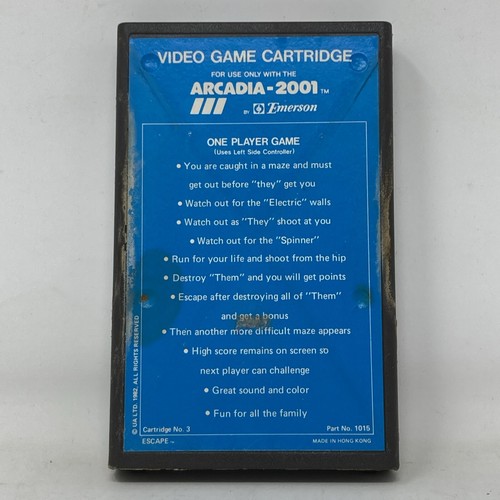 VIDEO GAME CARTRIDGE
FOR USE ONLY WITH THE
ARCADIA-2001 TM
BY Emerson
ONE PLAYER GAME
(Uses Left Side Controller)
• You are caught in a maze and must
get out before "they" get you
• Watch out for the "Electric" walls
• Watch out as "They" shoot at you
• Watch out for the "Spinner"
• Run for your life and shoot from the hip
• Destroy "Them" and you will get points
• Escape after destroying all of "Them"
and get a bonus
• Then another more difficult maze appears
• High score remains on screen so
next player can challenge
• Great sound and color
• Fun for all the family
Cartridge No. 3 Part No. 1015
ESCAPE TM MADE IN HONG KONG
© UA LTD. 1982, ALL RIGHTS RESERVED